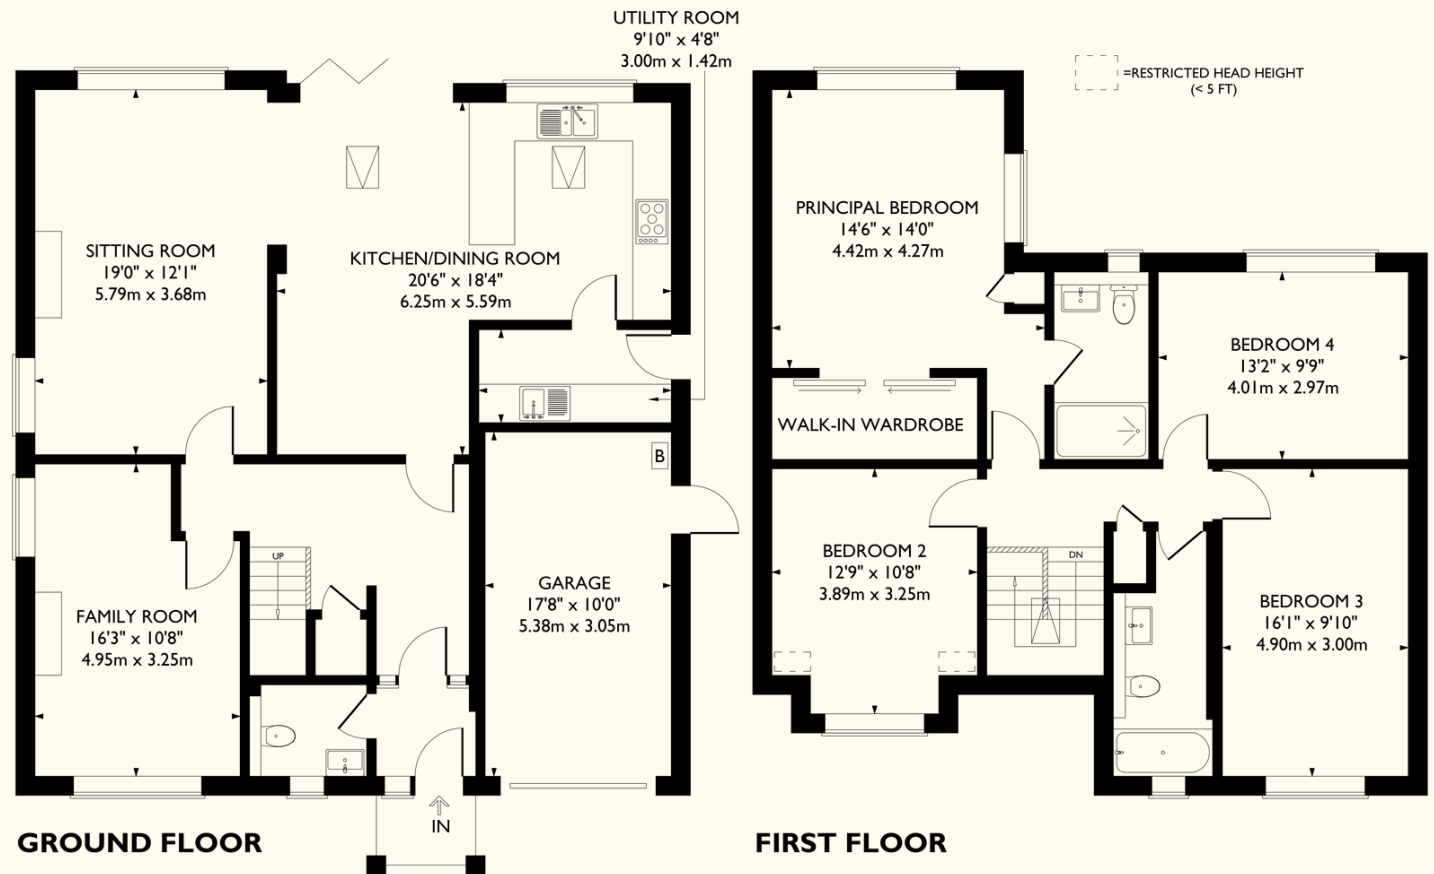 UTILITY ROOM
9'10" x 4'8"
3.00m x 1.42m
=RESTRICTED HEAD HEIGHT
(< 5 FT)
SITTING ROOM
19'0" x 12'1"
5.79m x 3.68m
KITCHEN/DINING ROOM
20'6" x 18'4"
6.25m x 5.59m
B
UP
FAMILY ROOM
16'3" x 10'8"
4.95m x 3.25m
GARAGE
17'8" x 10'0"
5.38m x 3.05m
IN
GROUND FLOOR
PRINCIPAL BEDROOM
14'6" x 14'0"
4.42m x 4.27m
WALK-IN WARDROBE
BEDROOM 4
13'2" x 9'9"
4.01m x 2.97m
BEDROOM 2
12'9" x 10'8"
3.89m x 3.25m
DN
BEDROOM 3
16'1" x 9'10"
4.90m x 3.00m
FIRST FLOOR